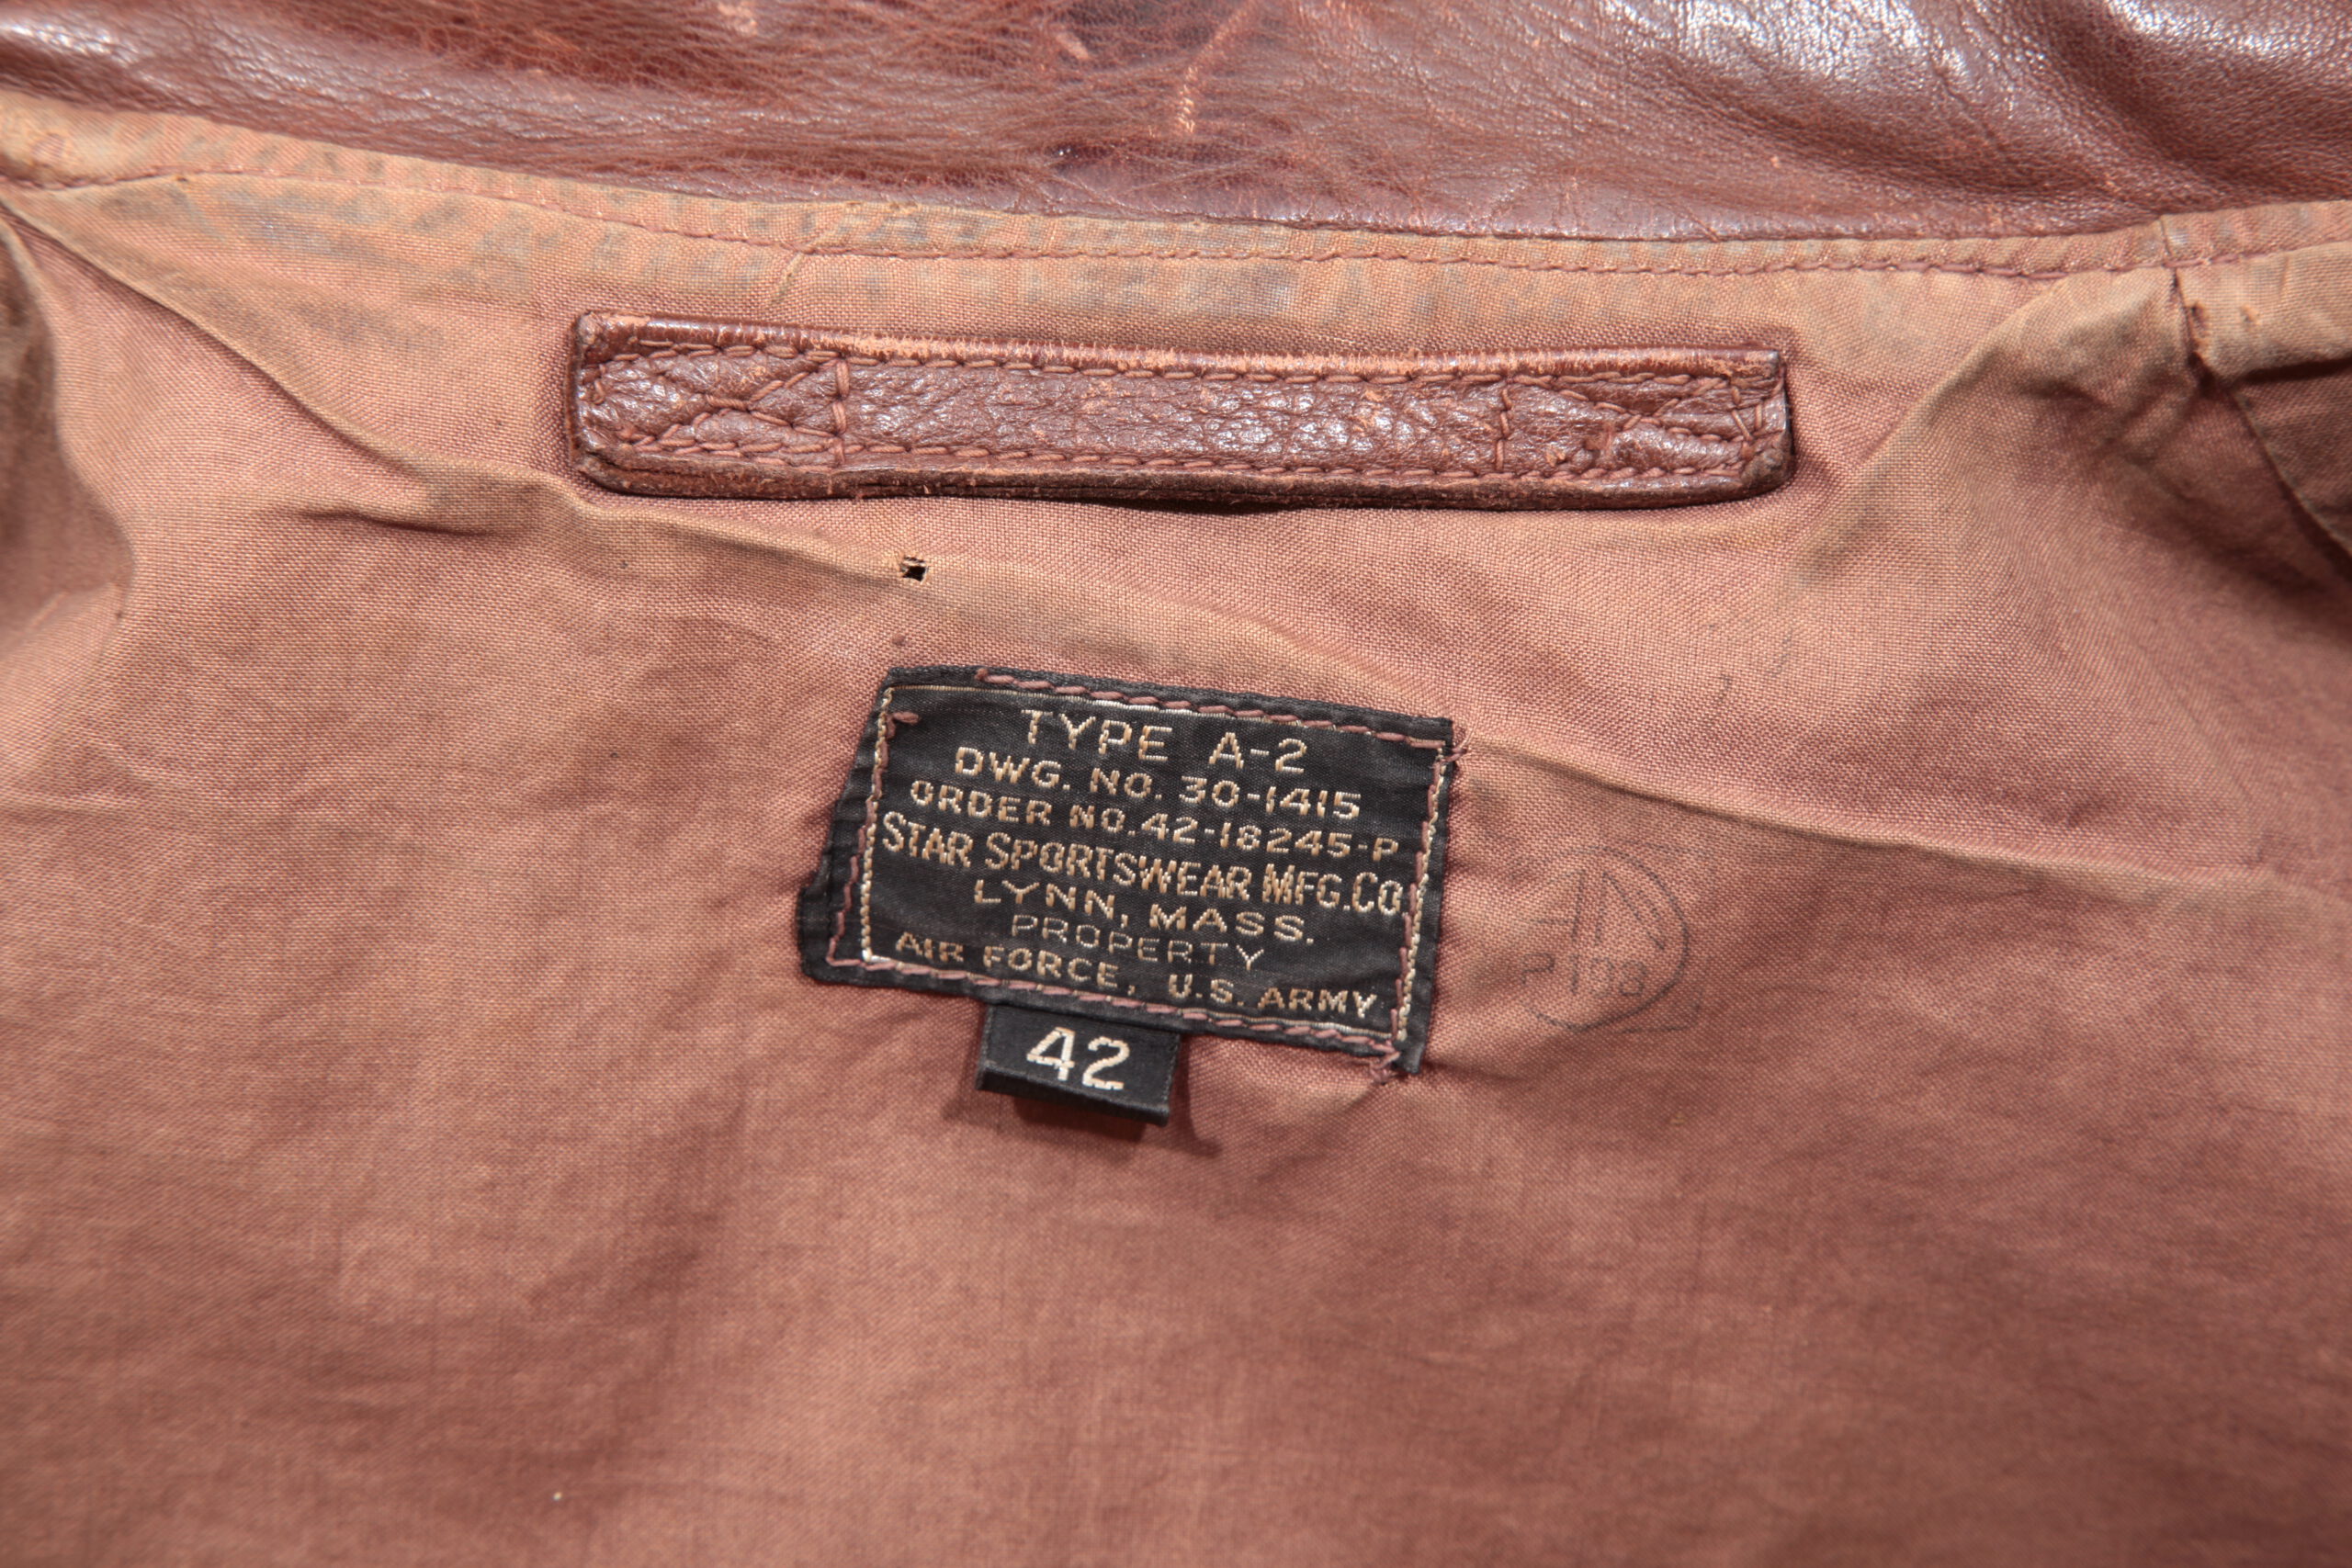 TYPE A-2
DWG. NO. 30-1415
ORDER NO. 42-18245-P
STAR SPORTSWEAR MFG. CO
LYNN, MASS.
PROPERTY
AIR FORCE, U.S. ARMY
42